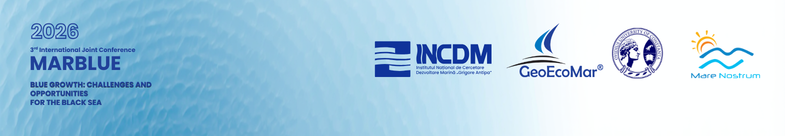 2026
3rd International Joint Conference
MARBLUE
BLUE GROWTH: CHALLENGES AND
OPPORTUNITIES
FOR THE BLACK SEA
INCDM
Institutul Național de Cercetare
Dezvoltare Marină „Grigore Antipa”
GeoEcoMar®
Mare Nostrum